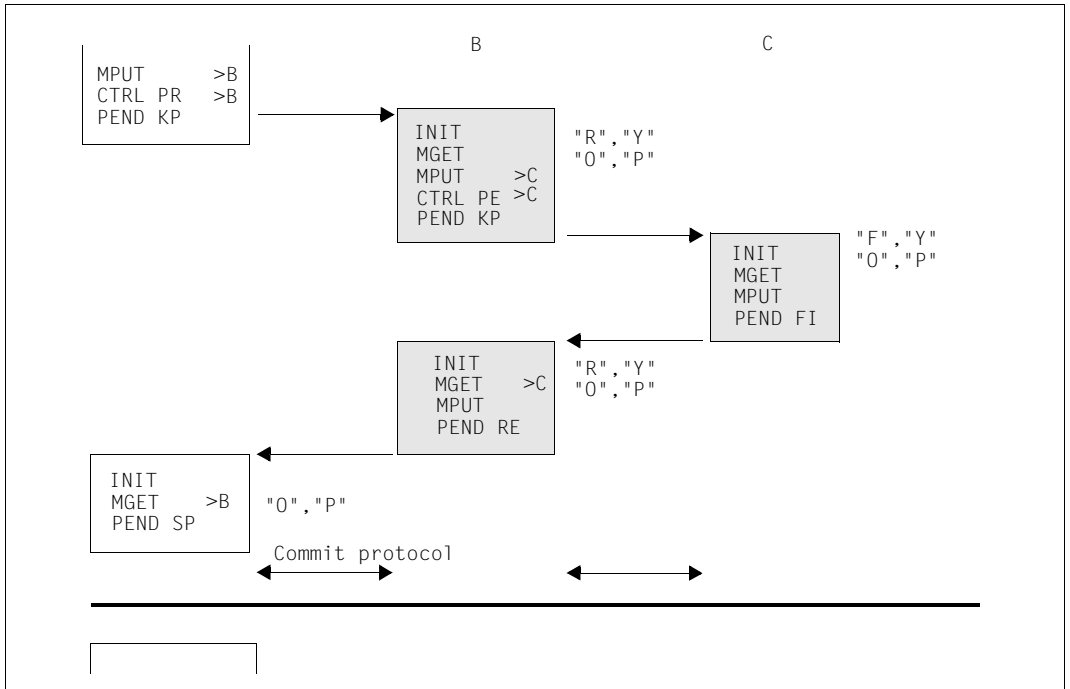 B C
MPUT >B
CTRL PR >B
PEND KP
INIT
MGET
MPUT >C
CTRL PE >C
PEND KP
"R","Y"
"O","P"
INIT
MGET
MPUT
PEND FI
"F","Y"
"O","P"
INIT
MGET >C
MPUT
PEND RE
"R","Y"
"O","P"
INIT
MGET >B
PEND SP
"O","P"
Commit protocol